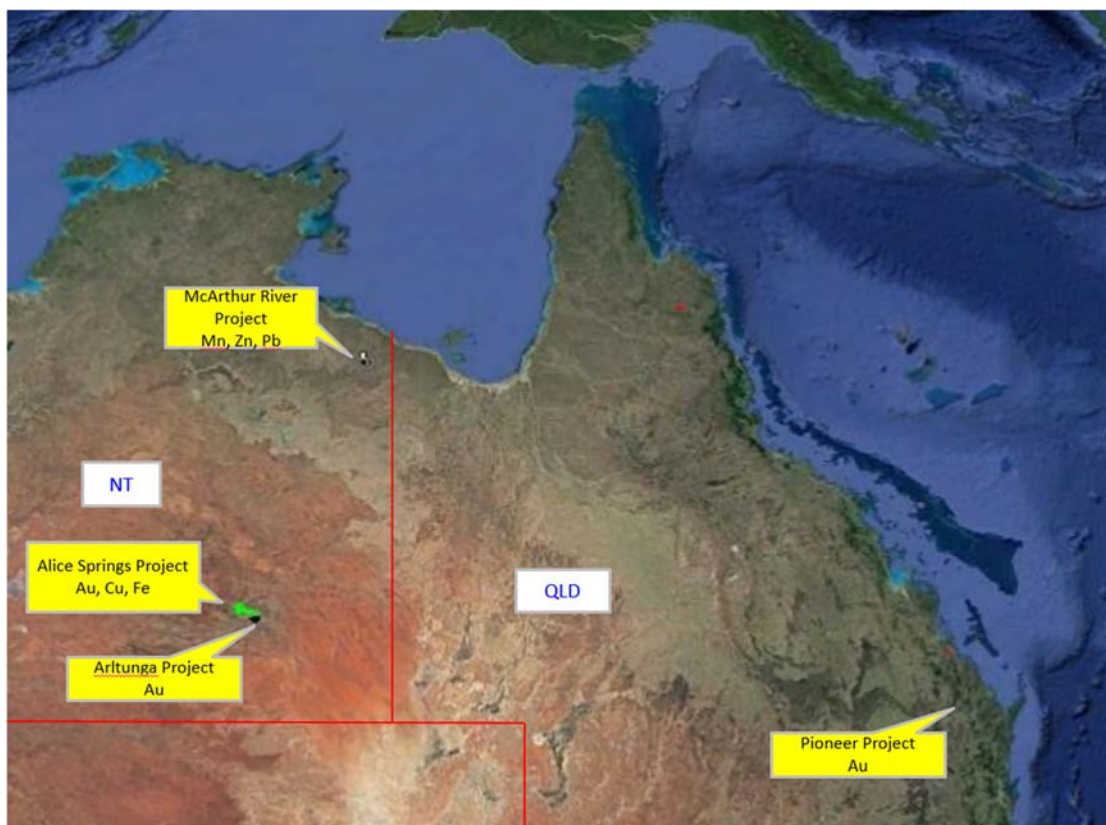 McArthur River
Project
Mn, Zn, Pb
NT
Alice Springs Project
Au, Cu, Fe
QLD
Arltunga Project
Au
Pioneer Project
Au